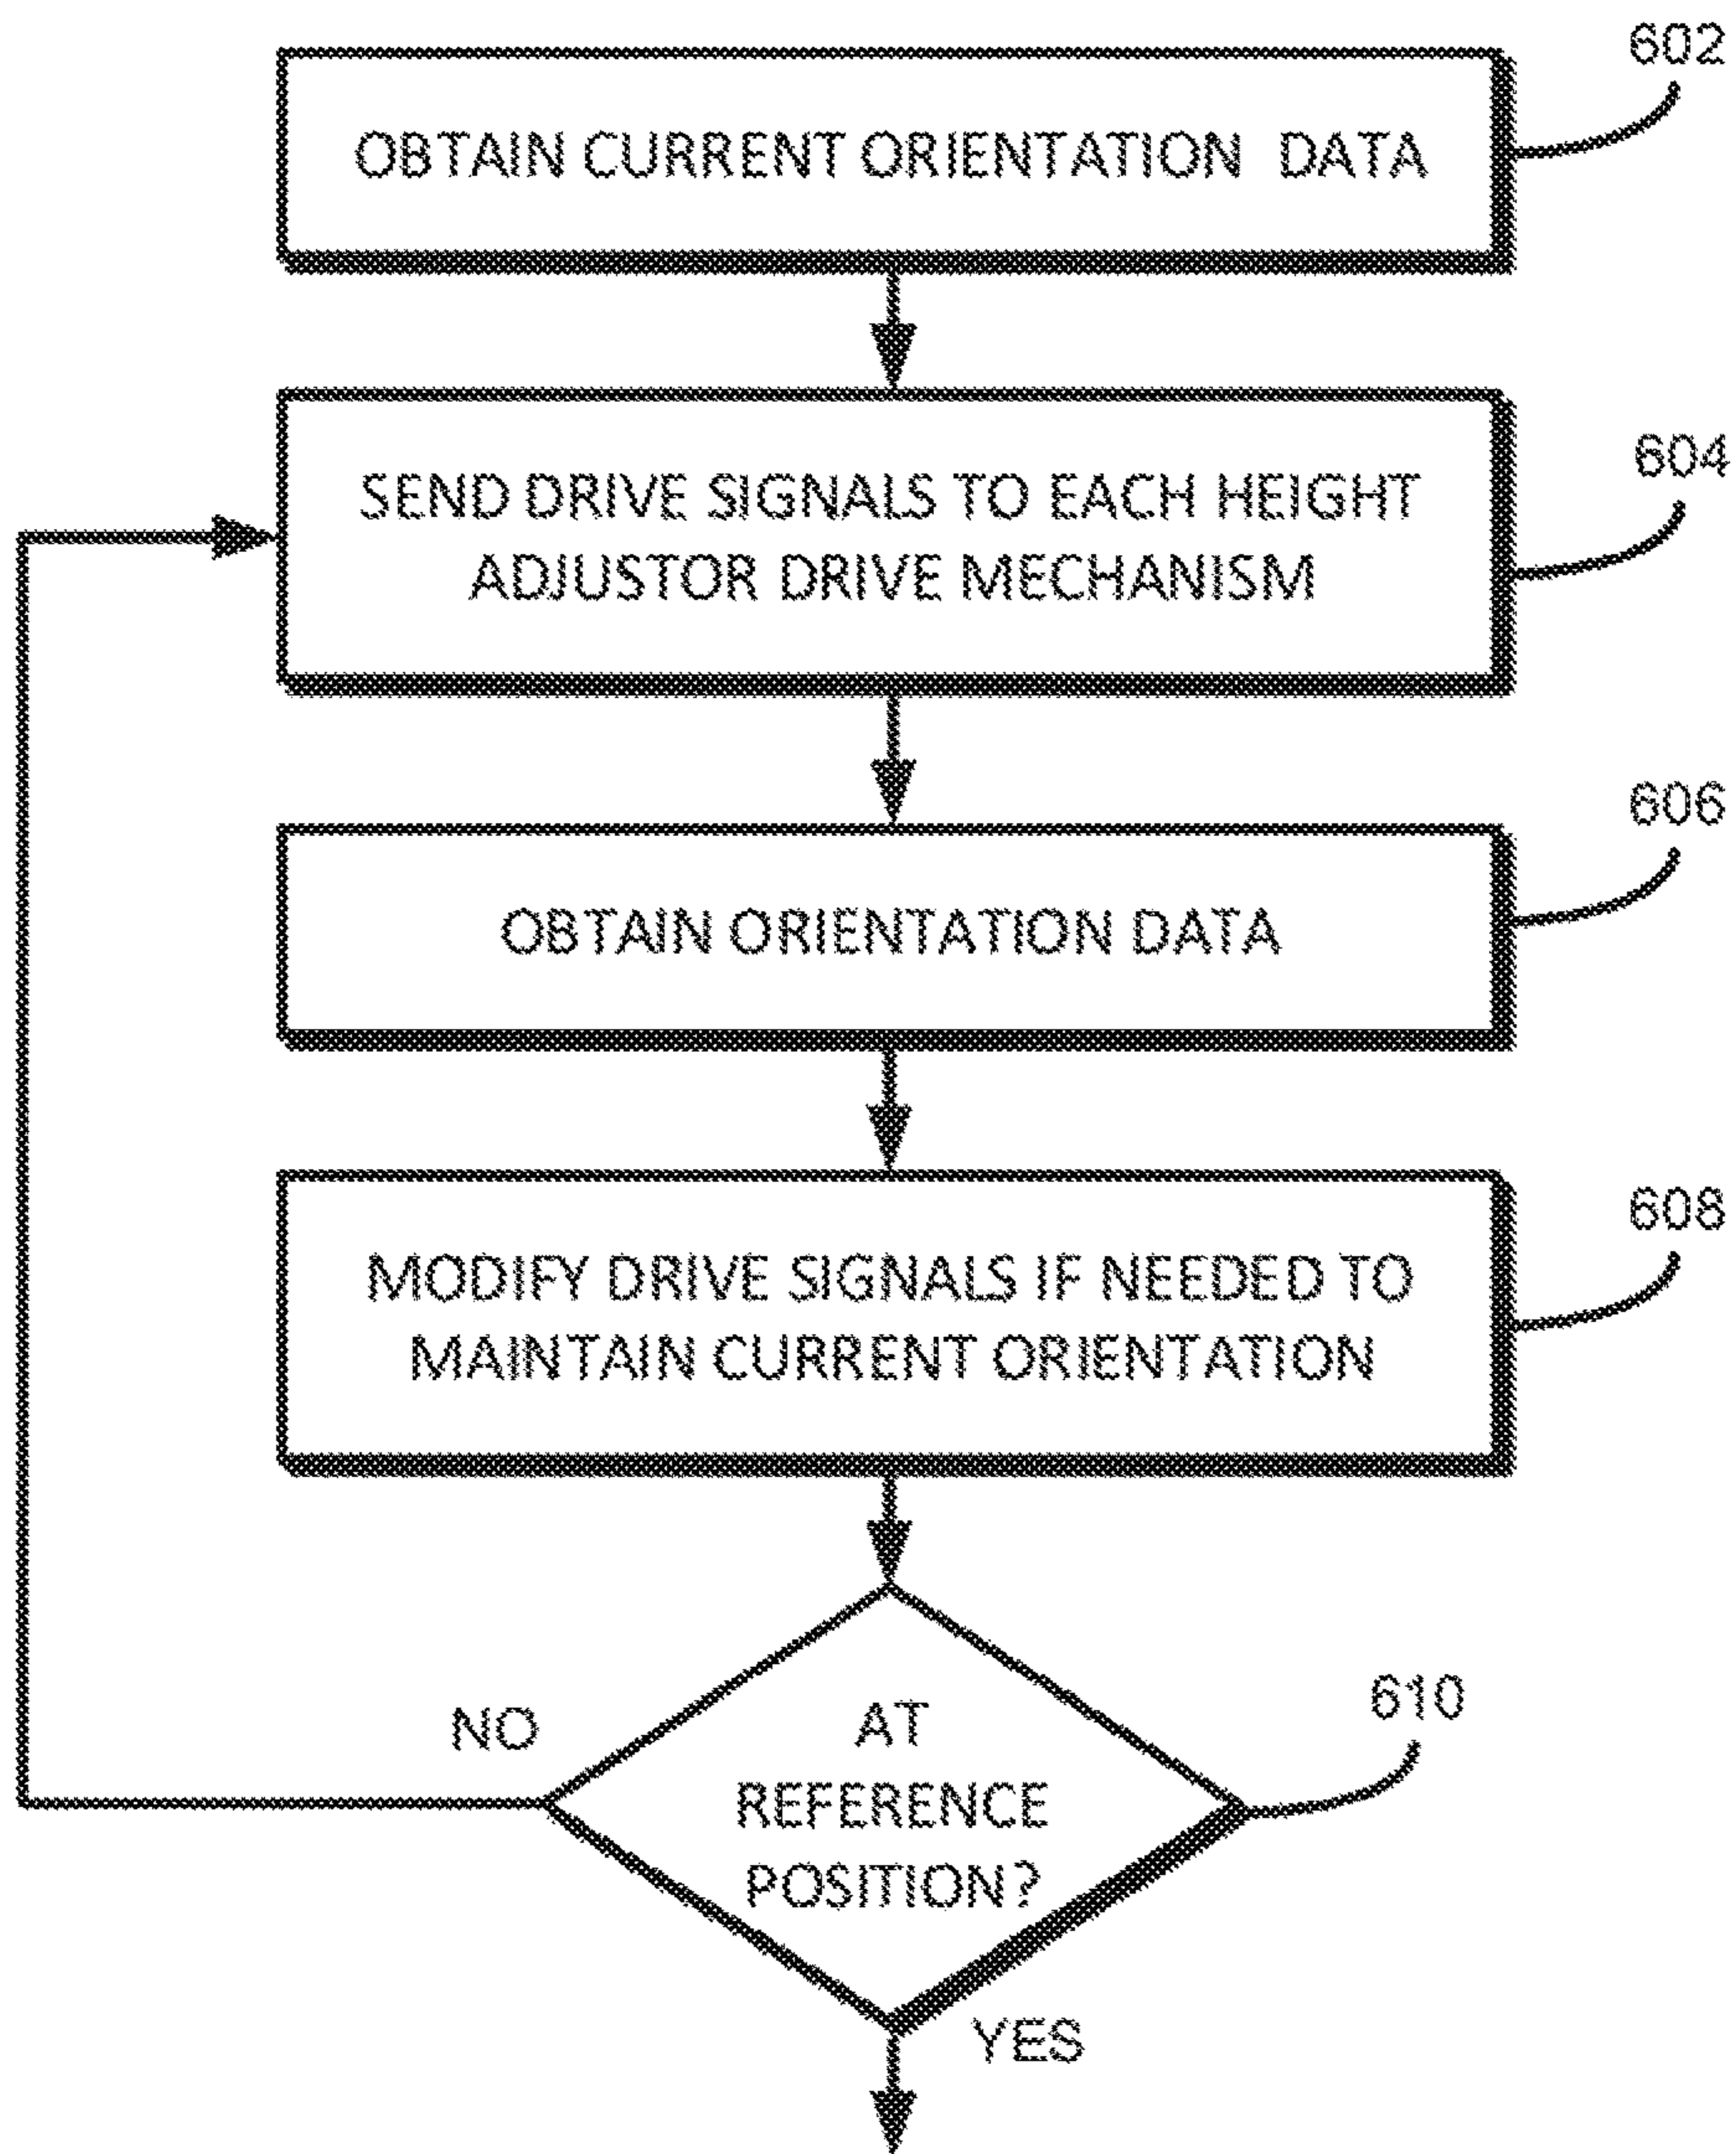 602
OBTAIN CURRENT ORIENTATION DATA
604
SEND DRIVE SIGNALS TO EACH HEIGHT
ADJUSTOR DRIVE MECHANISM
606
OBTAIN ORIENTATION DATA
608
MODIFY DRIVE SIGNALS IF NEEDED TO
MAINTAIN CURRENT ORIENTATION
610
NO
AT
REFERENCE
POSITION?
YES